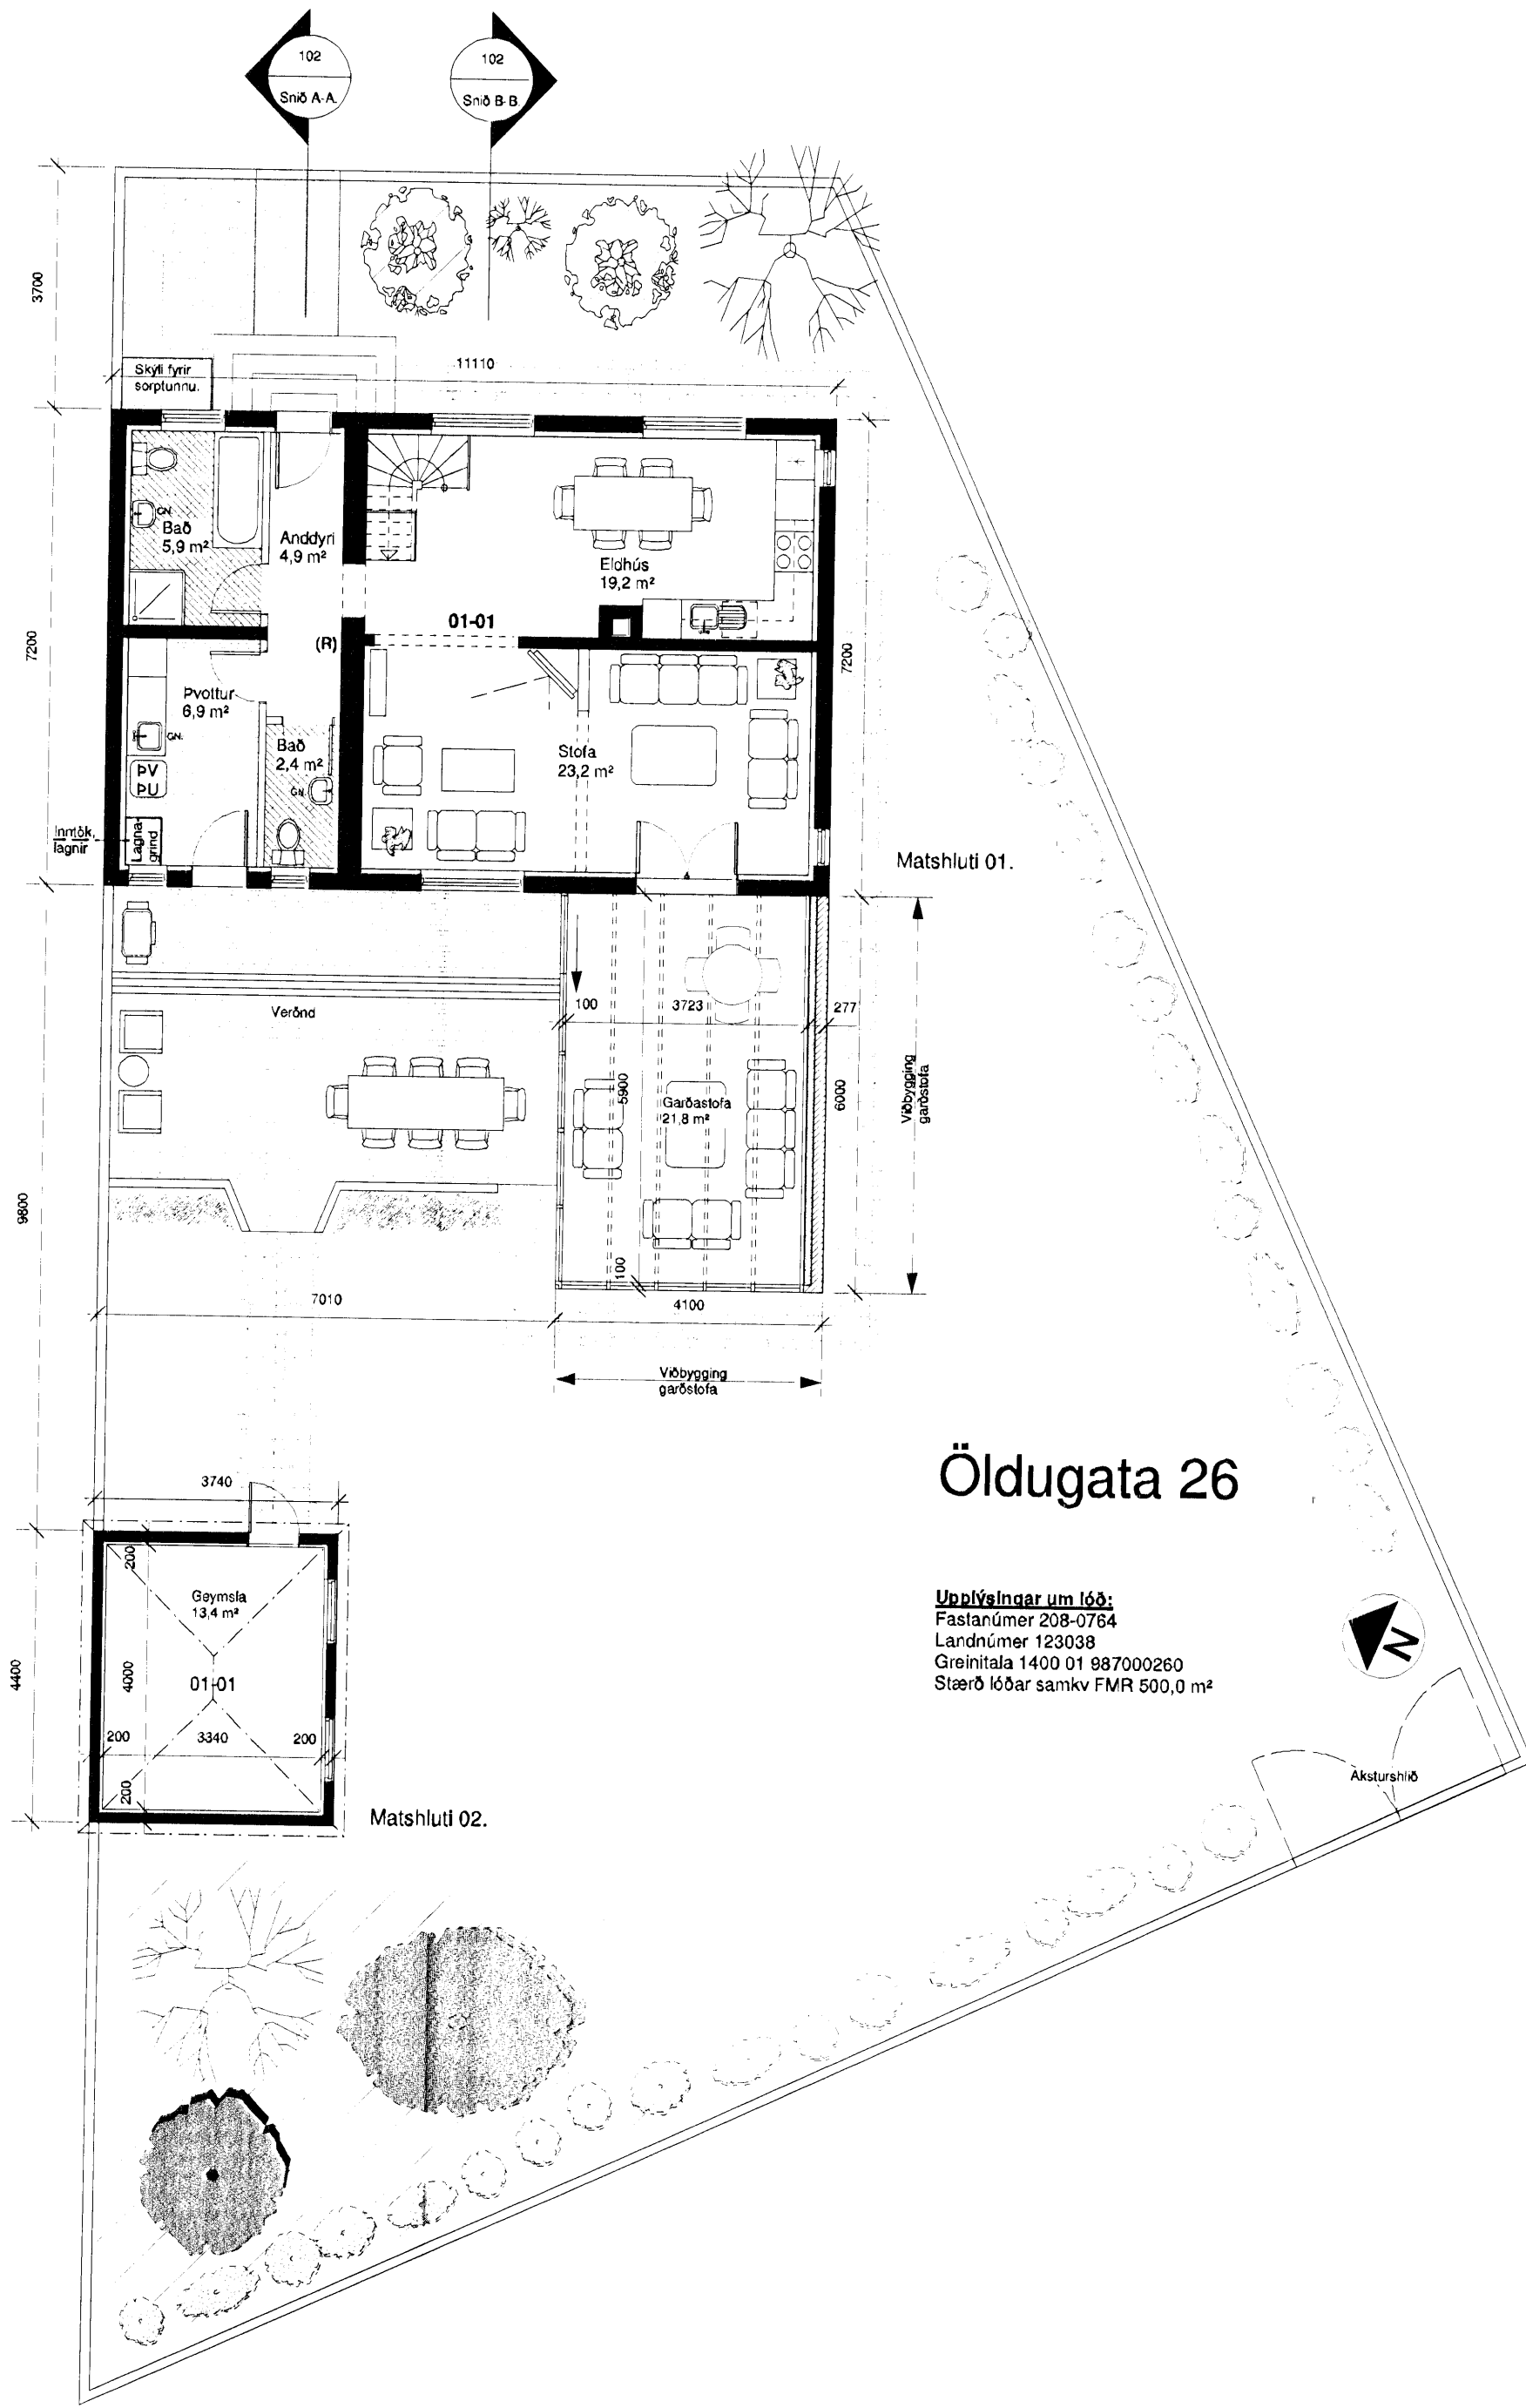 102
Snið A-A.
102
Snið B-B.
3700
11110
Skýli fyrir
sorptunnu.
Bað
5,9 m²
GN.
Anddyri
4,9 m²
Eldhús
19,2 m²
01-01
(R)
7200
7200
Þvottur
6,9 m²
GN.
Bað
2,4 m²
GN.
ÞV
ÞU
Stofa
23,2 m²
Inntök,
lagnir
Lagna-
grind
Matshluti 01.
Verönd
100
3723
277
5900
Garðastofa
21,8 m²
6000
Viðbygging
garðstofa
9800
100
7010
4100
Viðbygging
garðstofa
Öldugata 26
3740
200
Geymsla
13,4 m²
4400
4000
01-01
200
3340
200
200
Matshluti 02.
Upplýsingar um lóð:
Fastanúmer 208-0764
Landnúmer 123038
Greinitala 1400 01 987000260
Stærð lóðar samkv FMR 500,0 m²
N
Aksturshlið